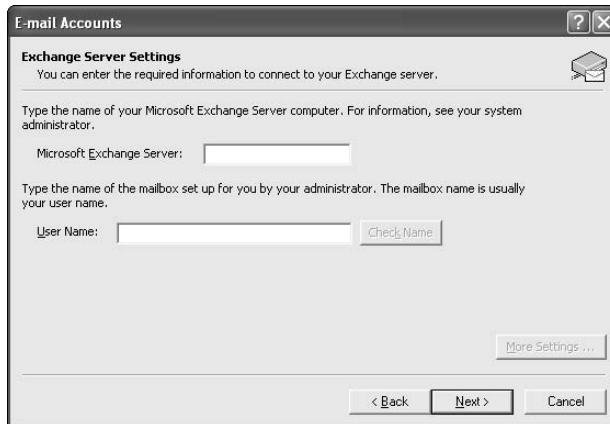 E-mail Accounts
Exchange Server Settings
You can enter the required information to connect to your Exchange server.
Type the name of your Microsoft Exchange Server computer. For information, see your system
administrator.
Microsoft Exchange Server:
Type the name of the mailbox set up for you by your administrator. The mailbox name is usually
your user name.
User Name:
Check Name
More Settings ...
< Back
Next >
Cancel